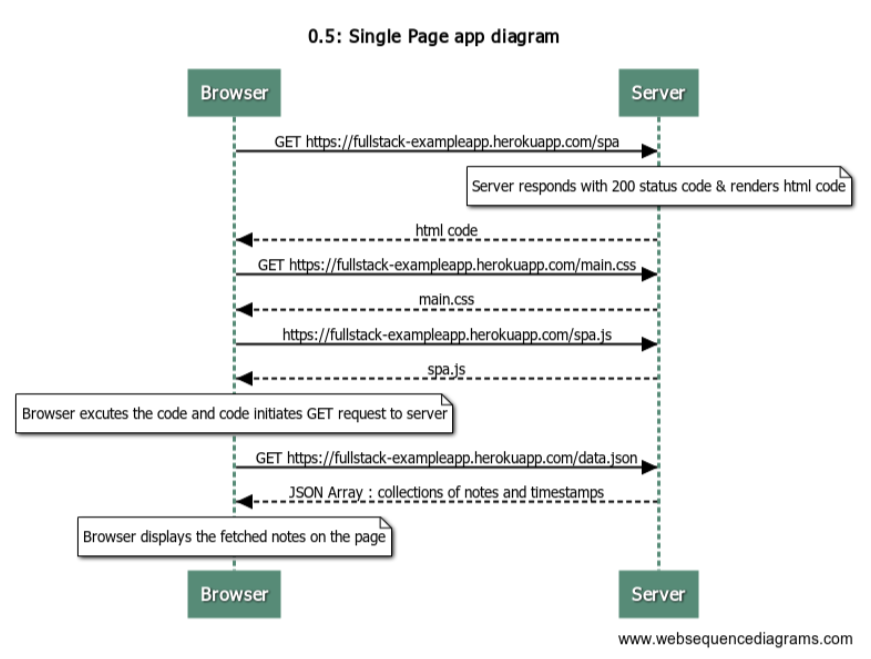 0.5: Single Page app diagram
Browser
Server
GET https://fullstack-exampleapp.herokuapp.com/spa
Server responds with 200 status code & renders html code
html code
GET https://fullstack-exampleapp.herokuapp.com/main.css
main.css
https://fullstack-exampleapp.herokuapp.com/spa.js
spa.js
Browser excutes the code and code initiates GET request to server
GET https://fullstack-exampleapp.herokuapp.com/data.json
JSON Array : collections of notes and timestamps
Browser displays the fetched notes on the page
Browser
Server
www.websequencediagrams.com